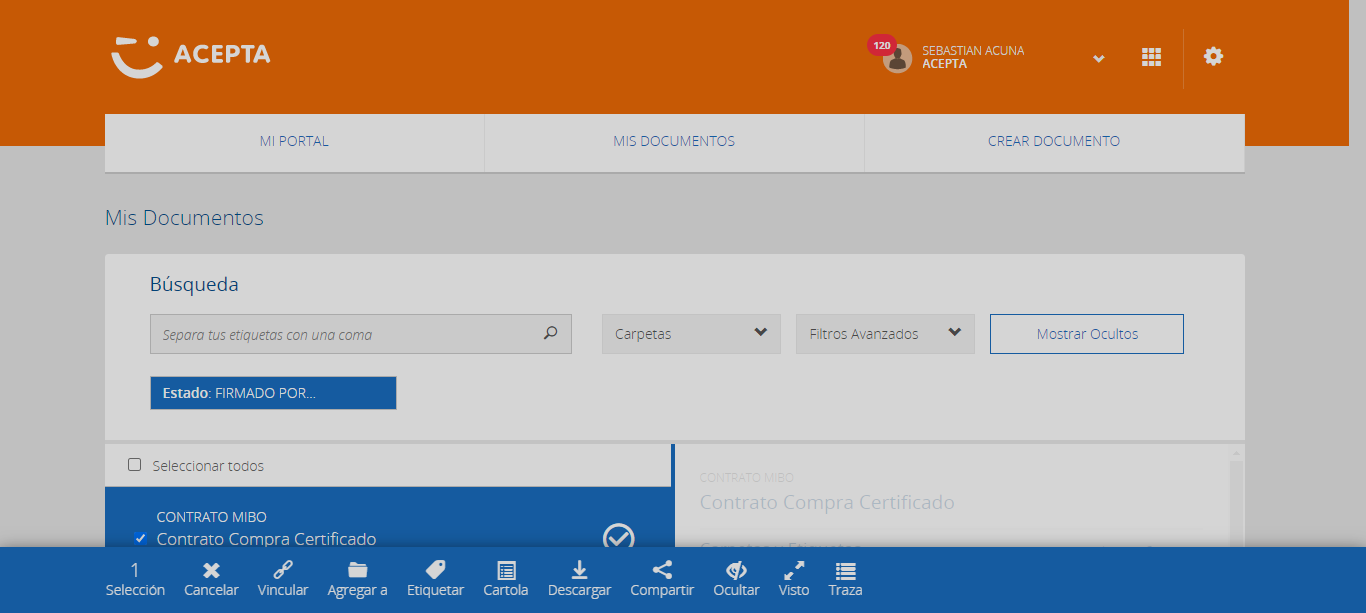 ACEPTA
120
SEBASTIAN ACUNA
ACEPTA
MI PORTAL
MIS DOCUMENTOS
CREAR DOCUMENTO
Mis Documentos
Búsqueda
Separa tus etiquetas con una coma
Carpetas
Filtros Avanzados
Mostrar Ocultos
Estado: FIRMADO POR...
Seleccionar todos
CONTRATO MIBO
Contrato Compra Certificado
CONTRATO MIBO
Contrato Compra Certificado
1
Selección
Cancelar
Vincular
Agregar a
Etiquetar
Cartola
Descargar
Compartir
Ocultar
Visto
Traza